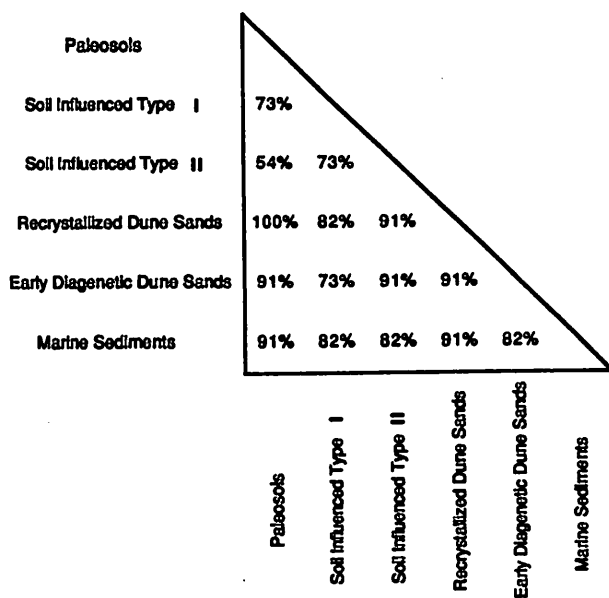 Paleosols
Soil Influenced Type I 73%
Soil Influenced Type II 54% 73%
Recrystallized Dune Sands 100% 82% 91%
Early Diagenetic Dune Sands 91% 73% 91% 91%
Marine Sediments 91% 82% 82% 91% 82%
Paleosols
Soil Influenced Type I
Soil Influenced Type II
Recrystallized Dune Sands
Early Diagenetic Dune Sands
Marine Sediments